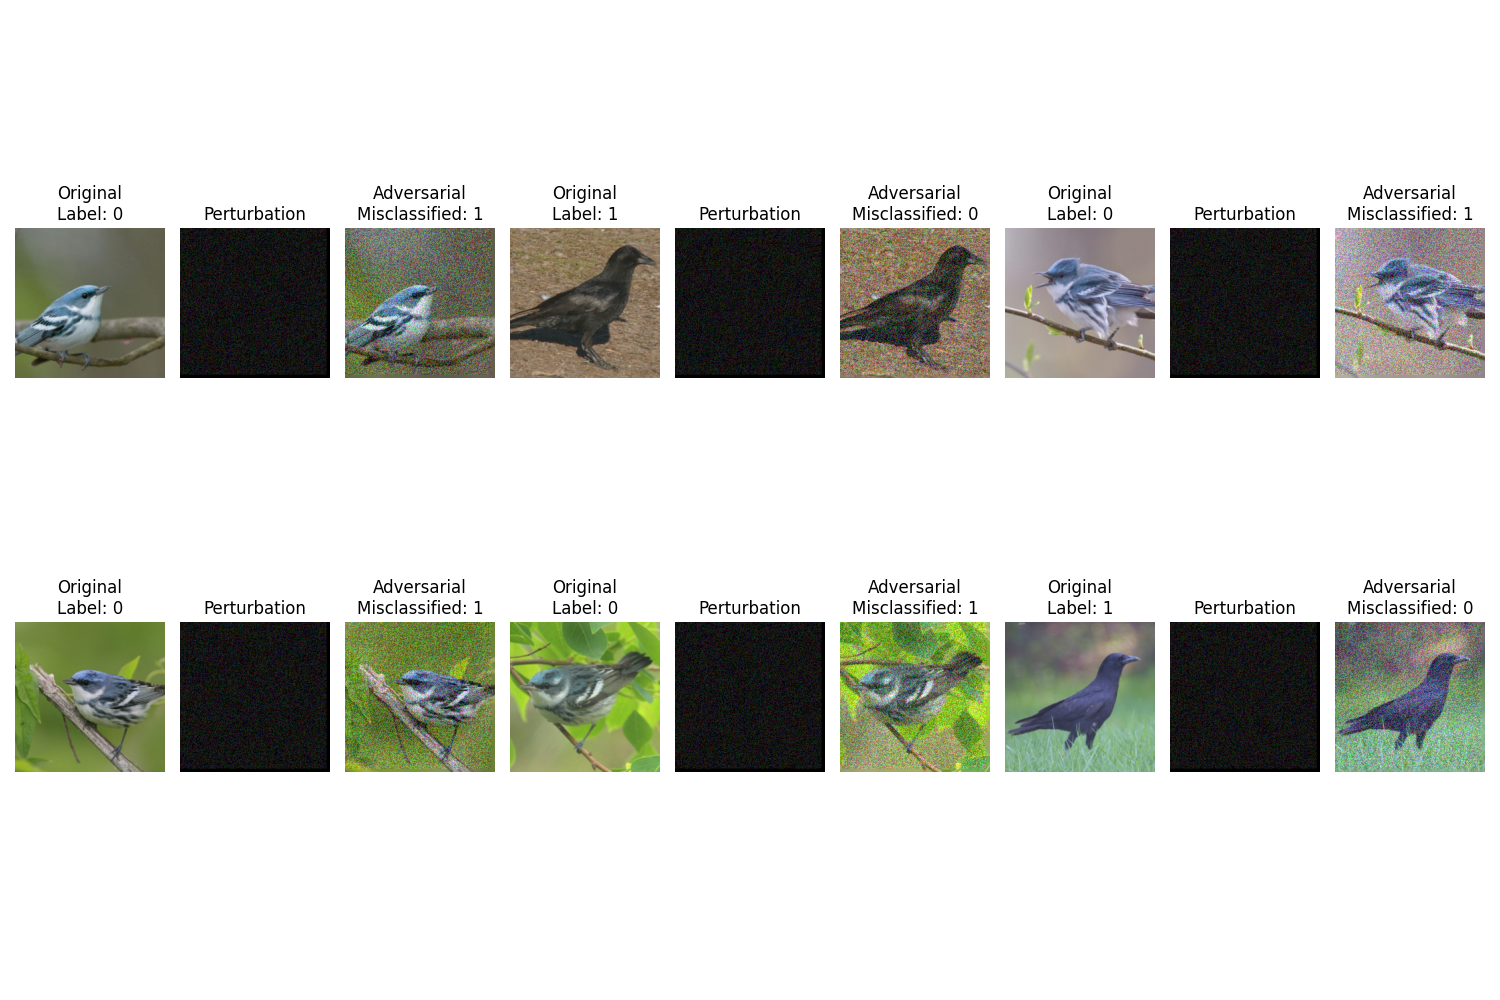 Original
Label: 0
Perturbation
Adversarial
Misclassified: 1
Original
Label: 1
Perturbation
Adversarial
Misclassified: 0
Original
Label: 0
Perturbation
Adversarial
Misclassified: 1
Original
Label: 0
Perturbation
Adversarial
Misclassified: 1
Original
Label: 0
Perturbation
Adversarial
Misclassified: 1
Original
Label: 1
Perturbation
Adversarial
Misclassified: 0